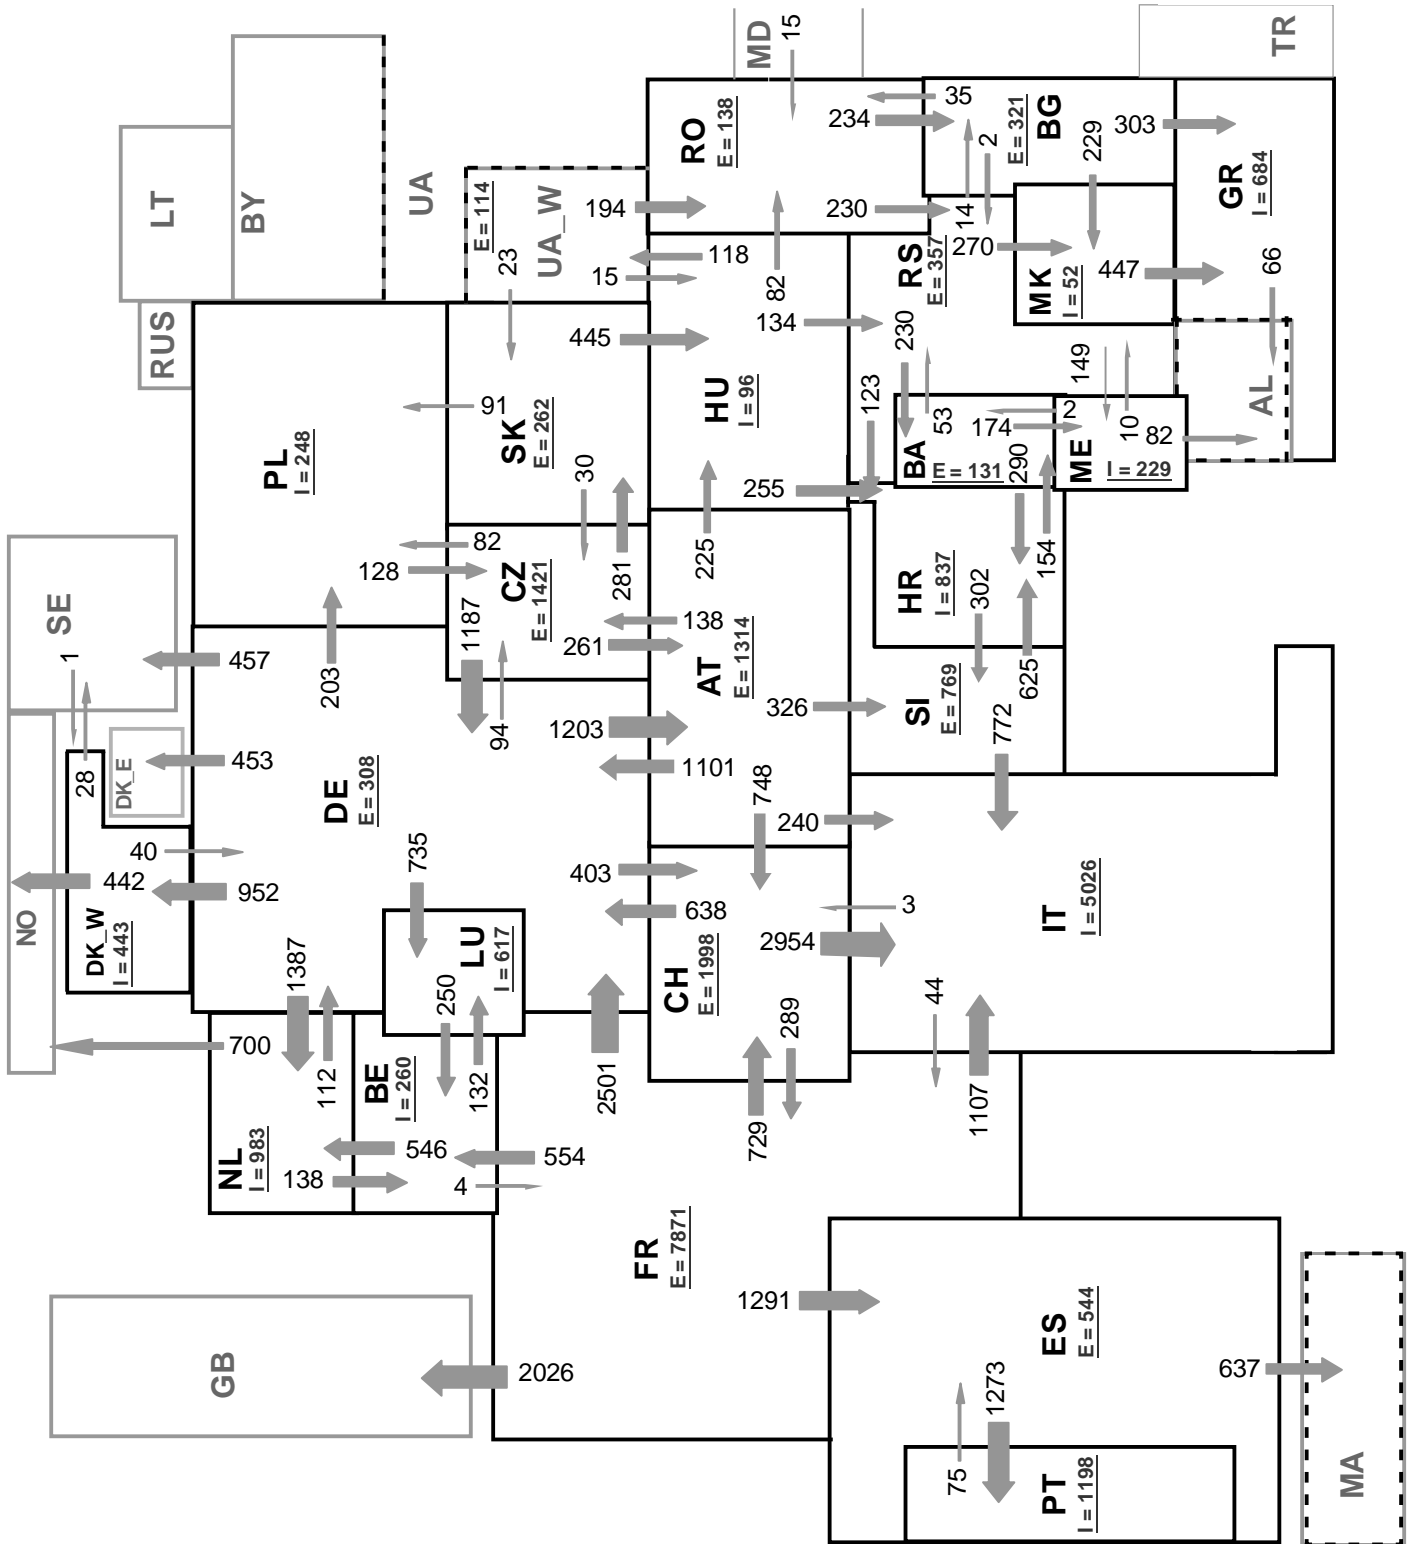 MD
15
TR
RO
E = 138
35
234
2
E = 321
BG
229
303
LT
BY
UA
E = 114
23
UA_W
194
230
14
GR
I = 684
118
15
82
RS
E = 357
270
MK
I = 52
447
66
RUS
445
134
230
149
PL
I = 248
91
SK
E = 262
30
HU
I = 96
123
53
2
174
10
82
AL
BA
E = 131
290
ME
I = 229
255
SE
1
82
128
CZ
E = 1421
281
225
HR
I = 837
302
154
1187
138
261
457
203
AT
E = 1314
625
94
326
SI
E = 769
772
28
DK_E
453
DE
E = 308
1203
1101
748
240
40
735
403
442
952
NO
DK_W
I = 443
638
3
IT
I = 5026
1387
LU
I = 617
2954
CH
E = 1998
250
289
44
700
112
BE
I = 260
132
2501
729
1107
NL
I = 983
546
138
554
4
FR
E = 7871
GB
1291
2026
ES
E = 544
637
1273
75
PT
I = 1198
MA